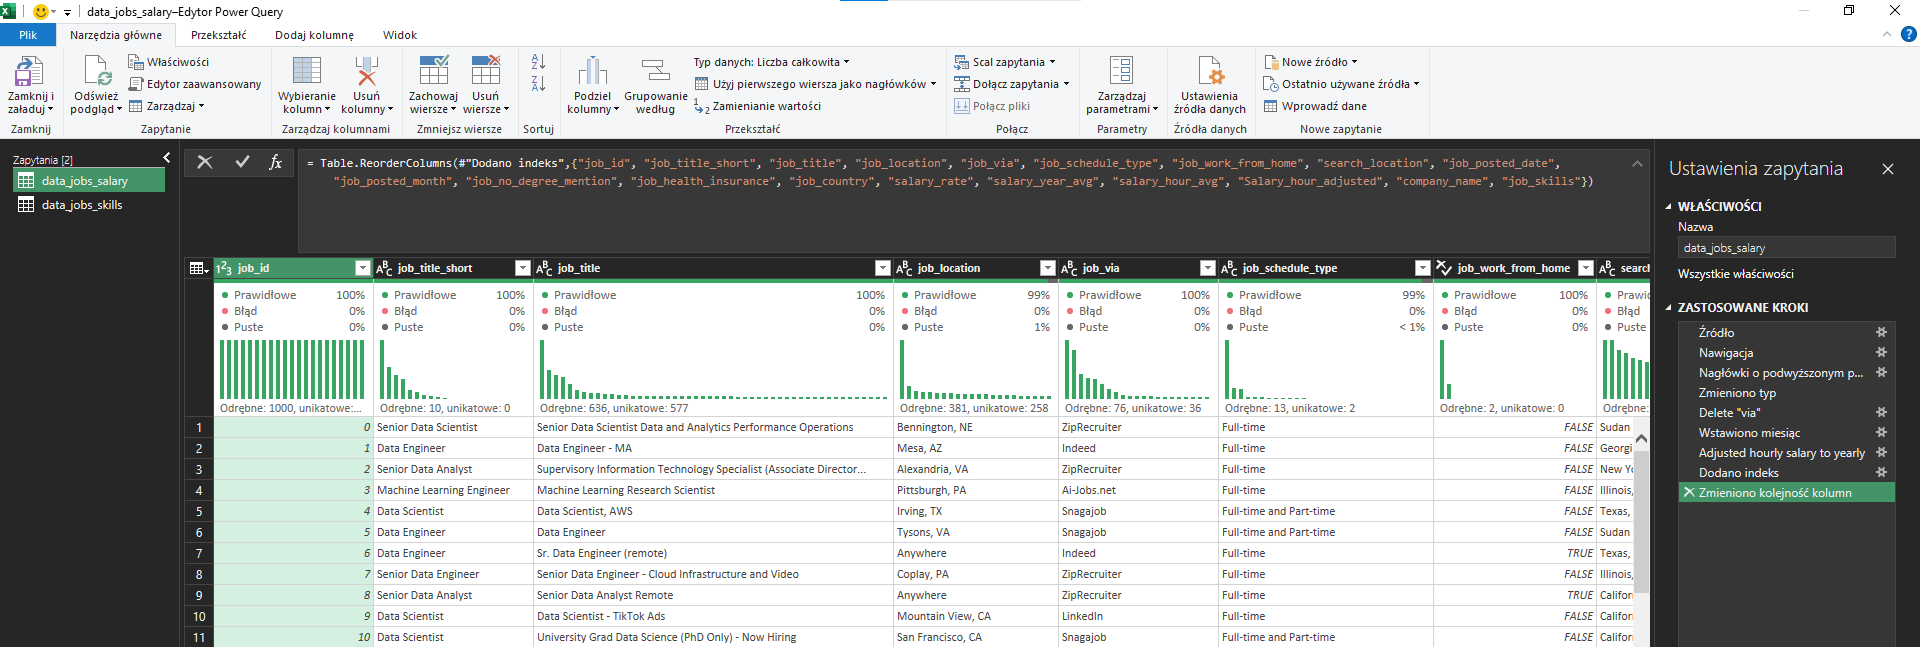 data_jobs_salary–Edytor Power Query
Plik Narzędzia główne Przekształć Dodaj kolumnę Widok
Zamknij i załaduj
Zamknij
Odśwież podgląd
Właściwości
Edytor zaawansowany
Zarządzaj
Zapytanie
Wybieranie kolumn
Usuń kolumny
Zarządzaj kolumnami
Zachowaj wiersze
Usuń wiersze
Zmniejsz wiersze
Sortuj
Podziel kolumny
Grupowanie według
Typ danych: Liczba całkowita
Użyj pierwszego wiersza jako nagłówków
Zamienianie wartości
Przekształć
Scal zapytania
Dołącz zapytania
Połącz pliki
Połącz
Zarządzaj parametrami
Parametry
Ustawienia źródła danych
Źródła danych
Nowe źródło
Ostatnio używane źródła
Wprowadź dane
Nowe zapytanie
Zapytania [2]
data_jobs_salary
data_jobs_skills
= Table.ReorderColumns(#"Dodano indeks",{"job_id", "job_title_short", "job_title", "job_location", "job_via", "job_schedule_type", "job_work_from_home", "search_location", "job_posted_date",
"job_posted_month", "job_no_degree_mention", "job_health_insurance", "job_country", "salary_rate", "salary_year_avg", "salary_hour_avg", "Salary_hour_adjusted", "company_name", "job_skills"})
job_id job_title_short job_title job_location job_via job_schedule_type job_work_from_home search
Prawidłowe 100% Prawidłowe 100% Prawidłowe 100% Prawidłowe 99% Prawidłowe 100% Prawidłowe 99% Prawidłowe 100%
Błąd 0% Błąd 0% Błąd 0% Błąd 0% Błąd 0% Błąd 0% Błąd 0% Błąd
Puste 0% Puste 0% Puste 0% Puste 1% Puste 0% Puste < 1% Puste 0% Puste
Odrębne: 1000, unikatowe:... Odrębne: 10, unikatowe: 0 Odrębne: 636, unikatowe: 577 Odrębne: 381, unikatowe: 258 Odrębne: 76, unikatowe: 36 Odrębne: 13, unikatowe: 2 Odrębne: 2, unikatowe: 0 Odrębne:
1 0 Senior Data Scientist Senior Data Scientist Data and Analytics Performance Operations Bennington, NE ZipRecruiter Full-time FALSE Sudan
2 1 Data Engineer Data Engineer - MA Mesa, AZ Indeed Full-time FALSE Georgi
3 2 Senior Data Analyst Supervisory Information Technology Specialist (Associate Director... Alexandria, VA ZipRecruiter Full-time FALSE New Yo
4 3 Machine Learning Engineer Machine Learning Research Scientist Pittsburgh, PA Ai-Jobs.net Full-time FALSE Illinois,
5 4 Data Scientist Data Scientist, AWS Irving, TX Snagajob Full-time and Part-time FALSE Texas,
6 5 Data Engineer Data Engineer Tysons, VA Snagajob Full-time and Part-time FALSE Sudan
7 6 Data Engineer Sr. Data Engineer (remote) Anywhere Indeed Full-time TRUE Texas,
8 7 Senior Data Engineer Senior Data Engineer - Cloud Infrastructure and Video Coplay, PA ZipRecruiter Full-time FALSE Illinois,
9 8 Senior Data Analyst Senior Data Analyst Remote Anywhere ZipRecruiter Full-time TRUE Califor
10 9 Data Scientist Data Scientist - TikTok Ads Mountain View, CA LinkedIn Full-time FALSE Califor
11 10 Data Scientist University Grad Data Science (PhD Only) - Now Hiring San Francisco, CA Snagajob Full-time and Part-time FALSE Califor
Ustawienia zapytania
WŁAŚCIWOŚCI
Nazwa
data_jobs_salary
Wszystkie właściwości
ZASTOSOWANE KROKI
Źródło
Nawigacja
Nagłówki o podwyższonym p...
Zmieniono typ
Delete "via"
Wstawiono miesiąc
Adjusted hourly salary to yearly
Dodano indeks
Zmieniono kolejność kolumn